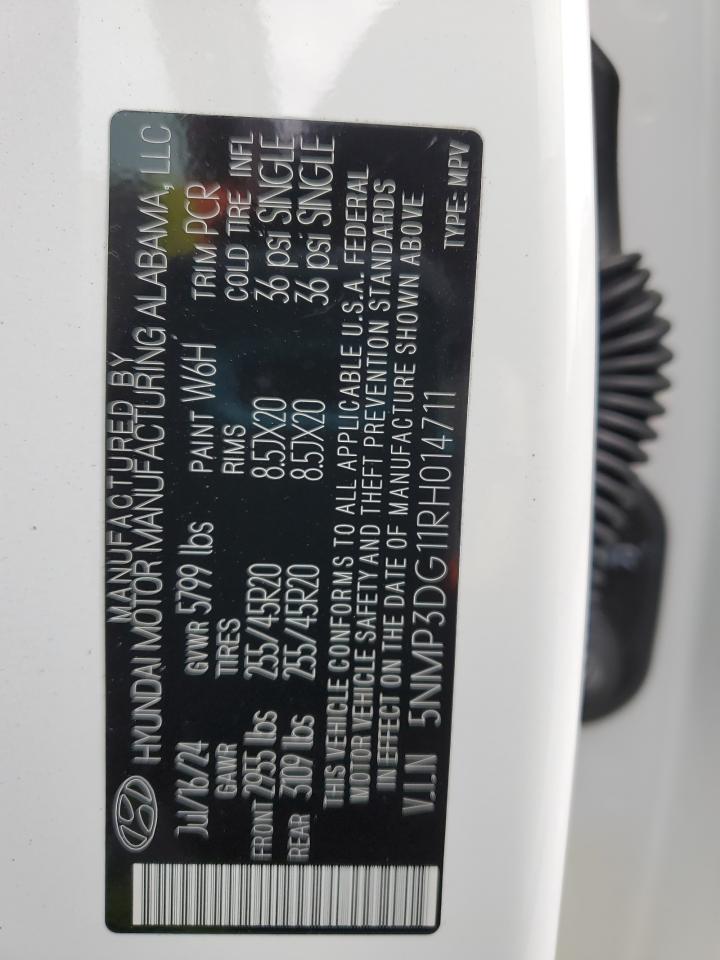 MANUFACTURED BY
HYUNDAI MOTOR MANUFACTURING ALABAMA, LLC
Jul/16/24 GVWR 5799 lbs PAINT W6H TRIM PCR
GAWR TIRES RIMS COLD TIRE INFL
FRONT 2955 lbs 255/45R20 8.5JX20 36 psi SINGLE
REAR 3109 lbs 255/45R20 8.5JX20 36 psi SINGLE
THIS VEHICLE CONFORMS TO ALL APPLICABLE U.S.A. FEDERAL
MOTOR VEHICLE SAFETY AND THEFT PREVENTION STANDARDS
IN EFFECT ON THE DATE OF MANUFACTURE SHOWN ABOVE
V.I.N 5NMP3DG11RH014711 TYPE: MPV